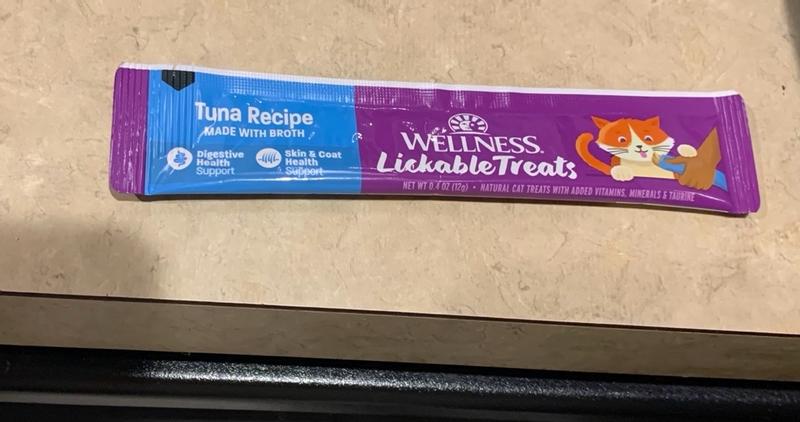 Tuna Recipe
MADE WITH BROTH
Digestive
Health
Support
Skin & Coat
Health
Support
WELLNESS.
LickableTreats
NET WT 0.4 OZ (12g) • NATURAL CAT TREATS WITH ADDED VITAMINS, MINERALS & TAURINE